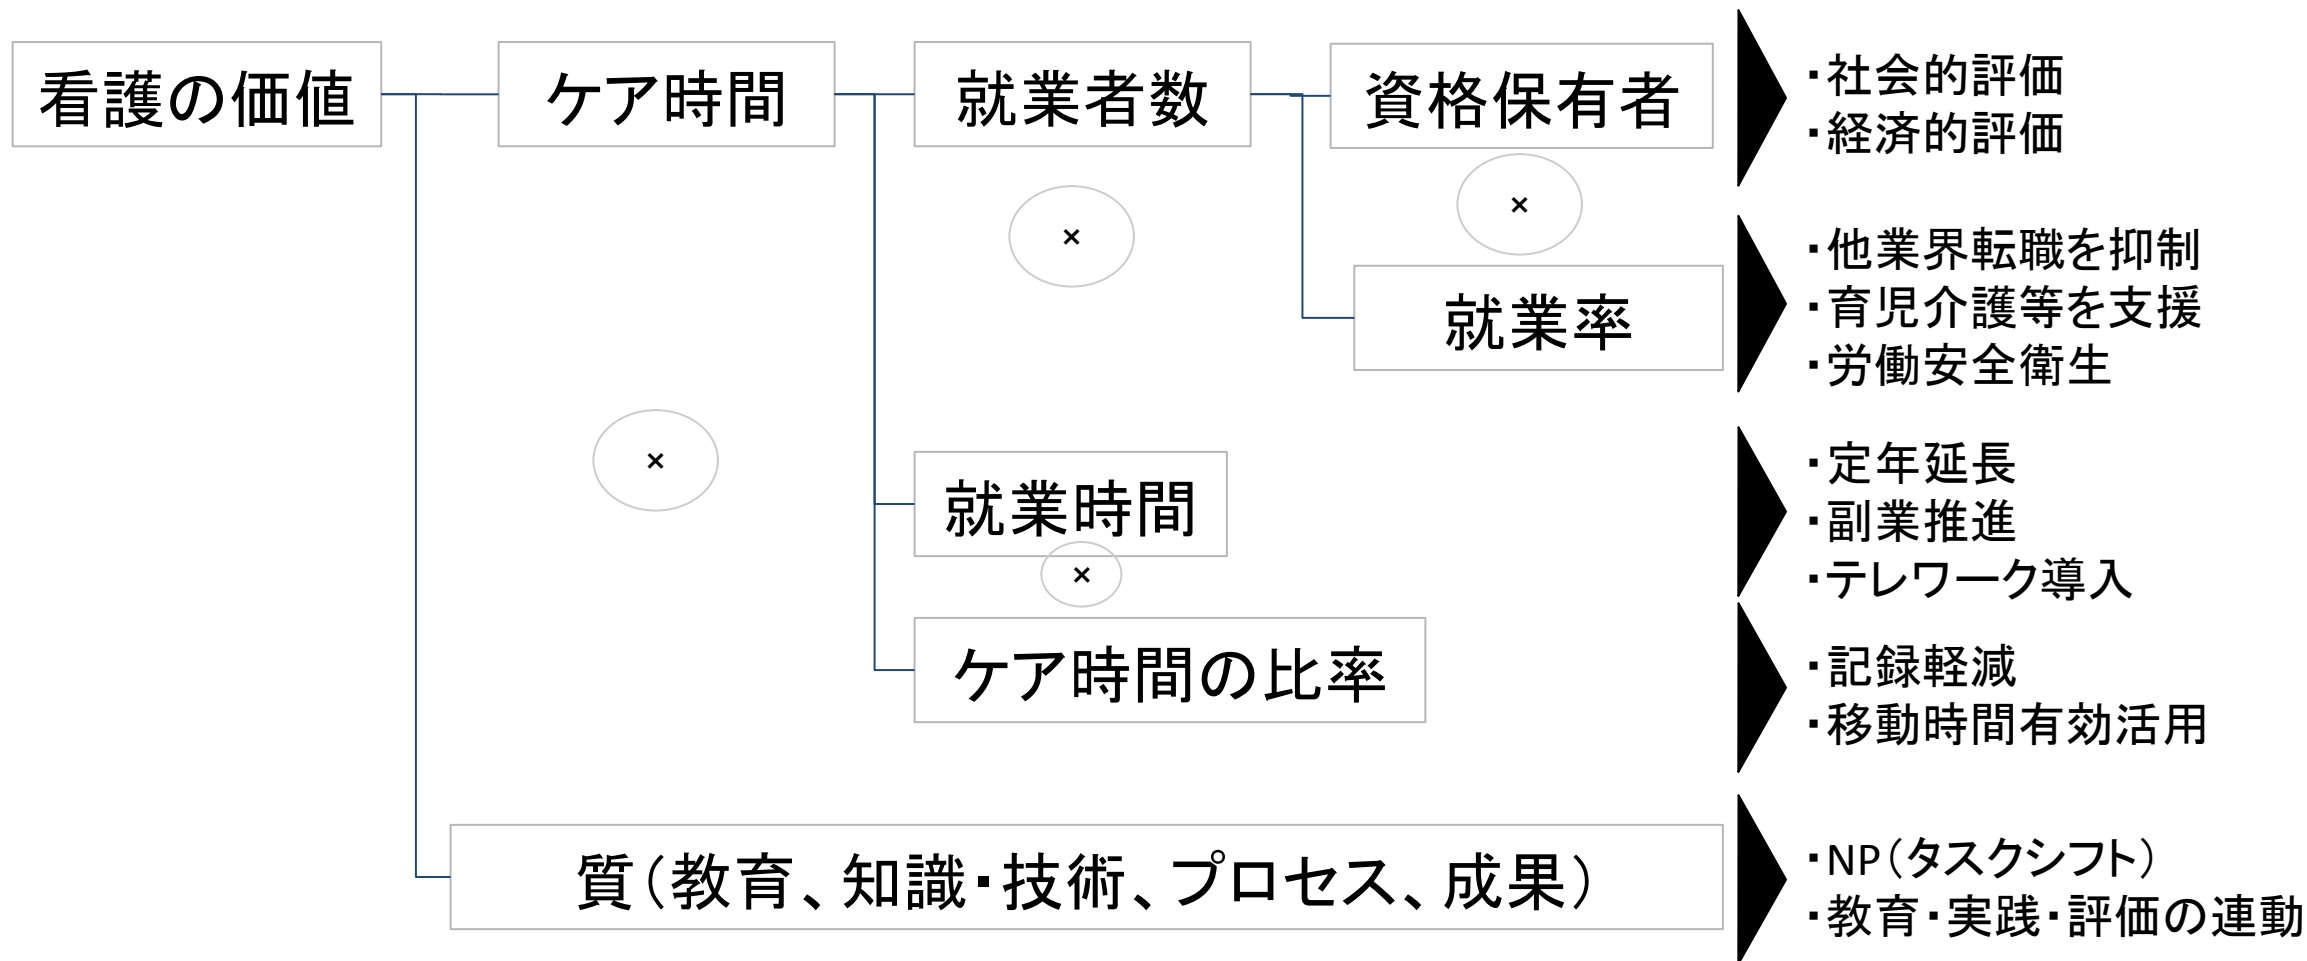 看護の価値
ケア時間
就業者数
資格保有者
・社会的評価
・経済的評価
×
×
就業率
・他業界転職を抑制
・育児介護等を支援
・労働安全衛生
×
就業時間
×
ケア時間の比率
・定年延長
・副業推進
・テレワーク導入
・記録軽減
・移動時間有効活用
質（教育、知識・技術、プロセス、成果）
・NP（タスクシフト）
・教育・実践・評価の連動